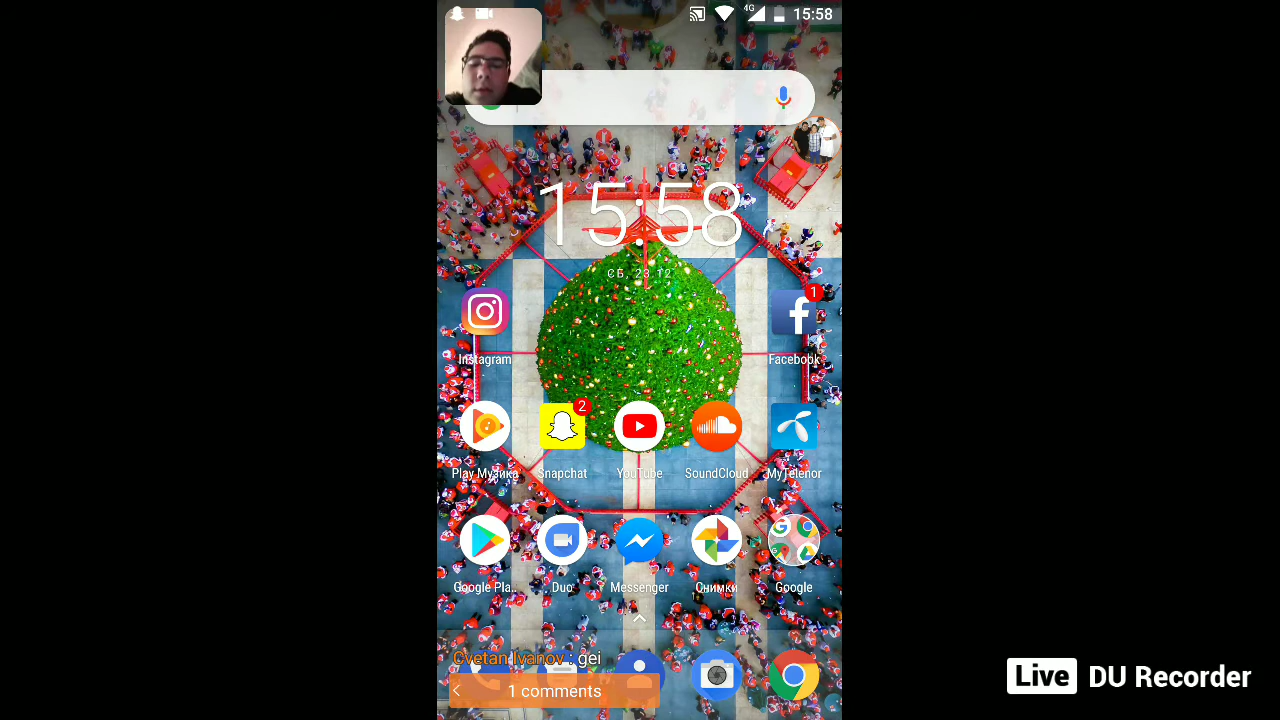 4G 15:58
15:58
СБ, 23.12
1
Instagram
Facebook
2
Play Музика
Snapchat
YouTube
SoundCloud
MyTelenor
Google Pla..
Duo
Messenger
Снимки
Google
Cvetan Ivanov : gei
1 comments
Live DU Recorder